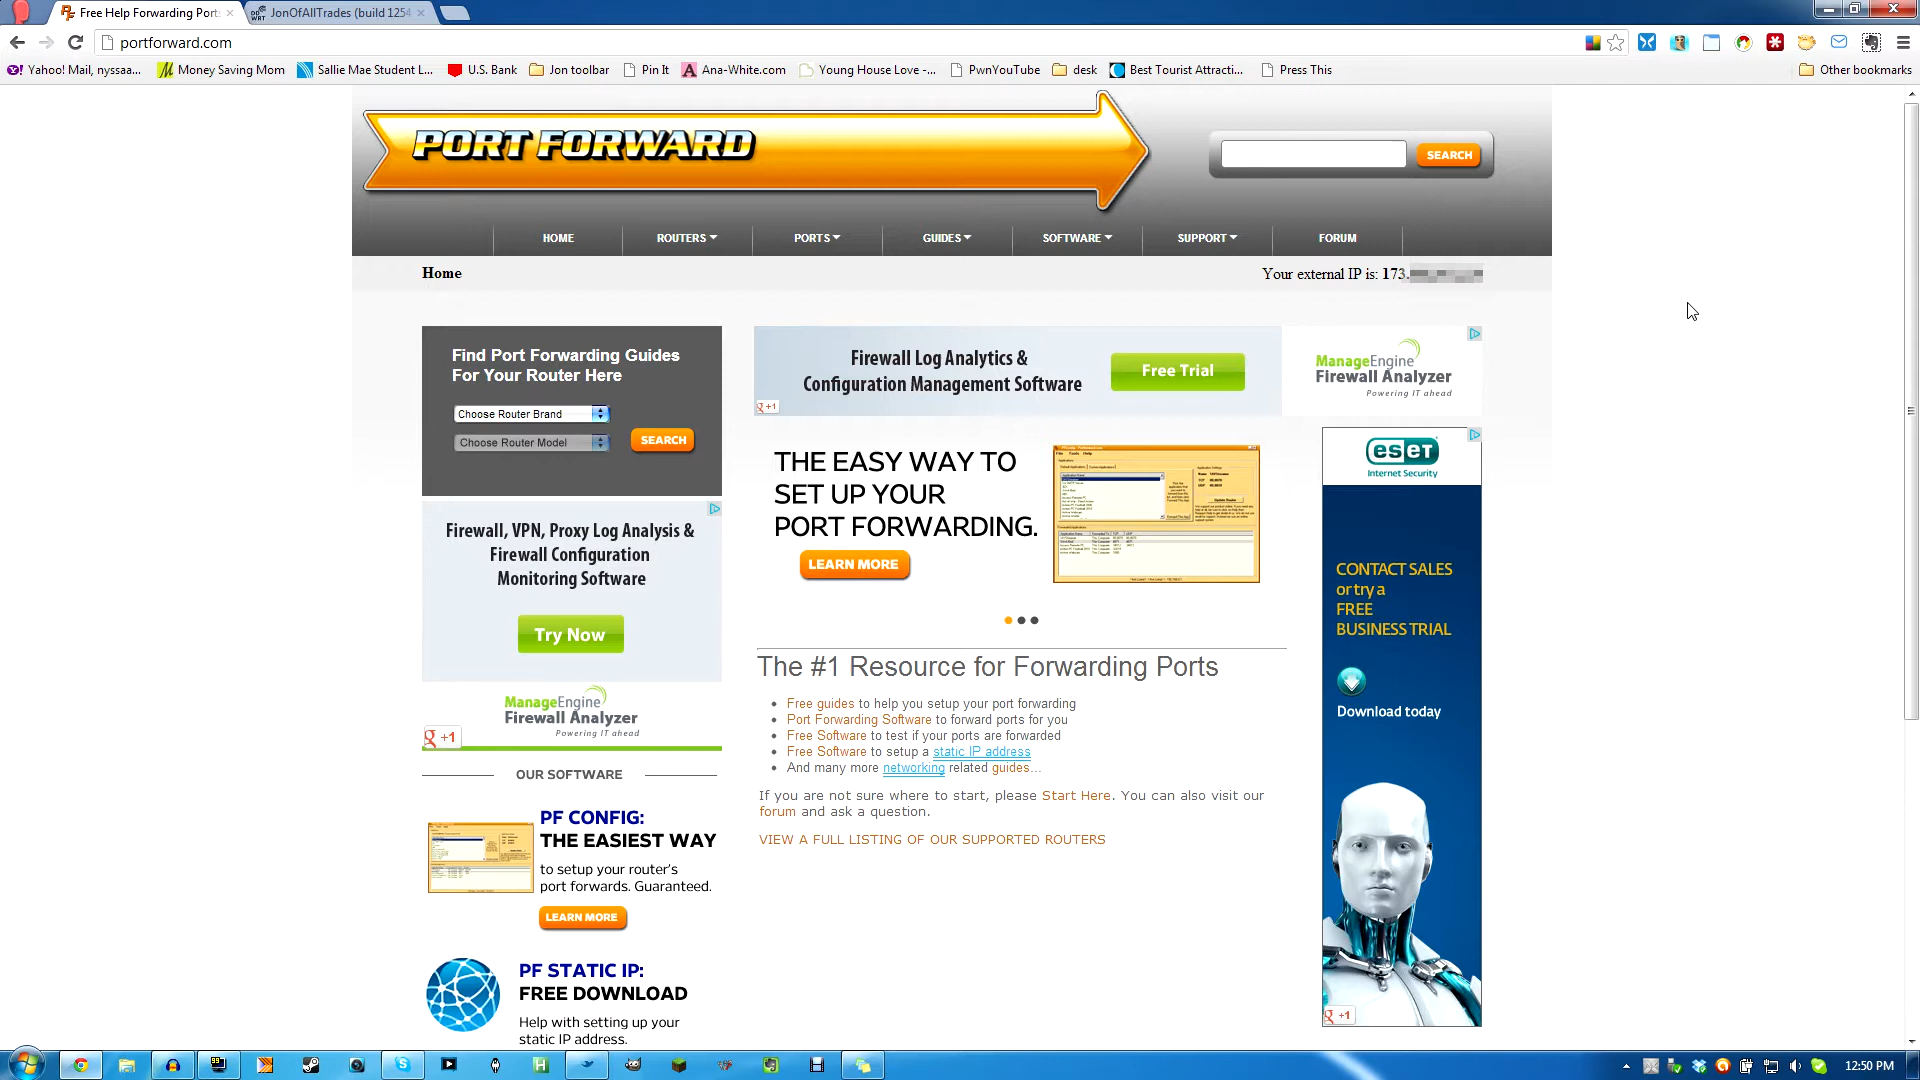 Free Help Forwarding Port
JonOfAllTrades (build 1254
portforward.com
Yahoo! Mail, nyssaa...
Money Saving Mom
Sallie Mae Student L...
U.S. Bank
Jon toolbar
Pin It
Ana-White.com
Young House Love -...
PwnYouTube
desk
Best Tourist Attracti...
Press This
Other bookmarks
PORT FORWARD
SEARCH
HOME
ROUTERS
PORTS
GUIDES
SOFTWARE
SUPPORT
FORUM
Home
Your external IP is: 173.
Find Port Forwarding Guides
For Your Router Here
Choose Router Brand
Choose Router Model
SEARCH
Firewall Log Analytics &
Configuration Management Software
Free Trial
ManageEngine
Firewall Analyzer
Powering IT ahead
g +1
THE EASY WAY TO
SET UP YOUR
PORT FORWARDING.
LEARN MORE
Firewall, VPN, Proxy Log Analysis &
Firewall Configuration
Monitoring Software
Try Now
ManageEngine
Firewall Analyzer
Powering IT ahead
g +1
OUR SOFTWARE
PF CONFIG:
THE EASIEST WAY
to setup your router's
port forwards. Guaranteed.
LEARN MORE
PF STATIC IP:
FREE DOWNLOAD
Help with setting up your
static IP address.
The #1 Resource for Forwarding Ports
Free guides to help you setup your port forwarding
Port Forwarding Software to forward ports for you
Free Software to test if your ports are forwarded
Free Software to setup a static IP address
And many more networking related guides...
If you are not sure where to start, please Start Here. You can also visit our
forum and ask a question.
VIEW A FULL LISTING OF OUR SUPPORTED ROUTERS
eseT
Internet Security
CONTACT SALES
or try a
FREE
BUSINESS TRIAL
Download today
g +1
12:50 PM